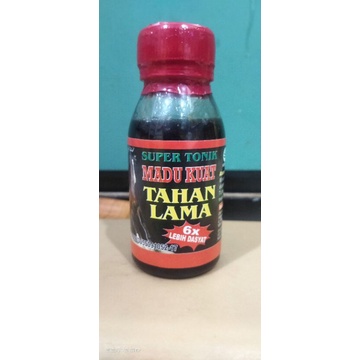 SUPER TONIK
MADU KUAT
TAHAN
LAMA
6x
LEBIH DASYAT